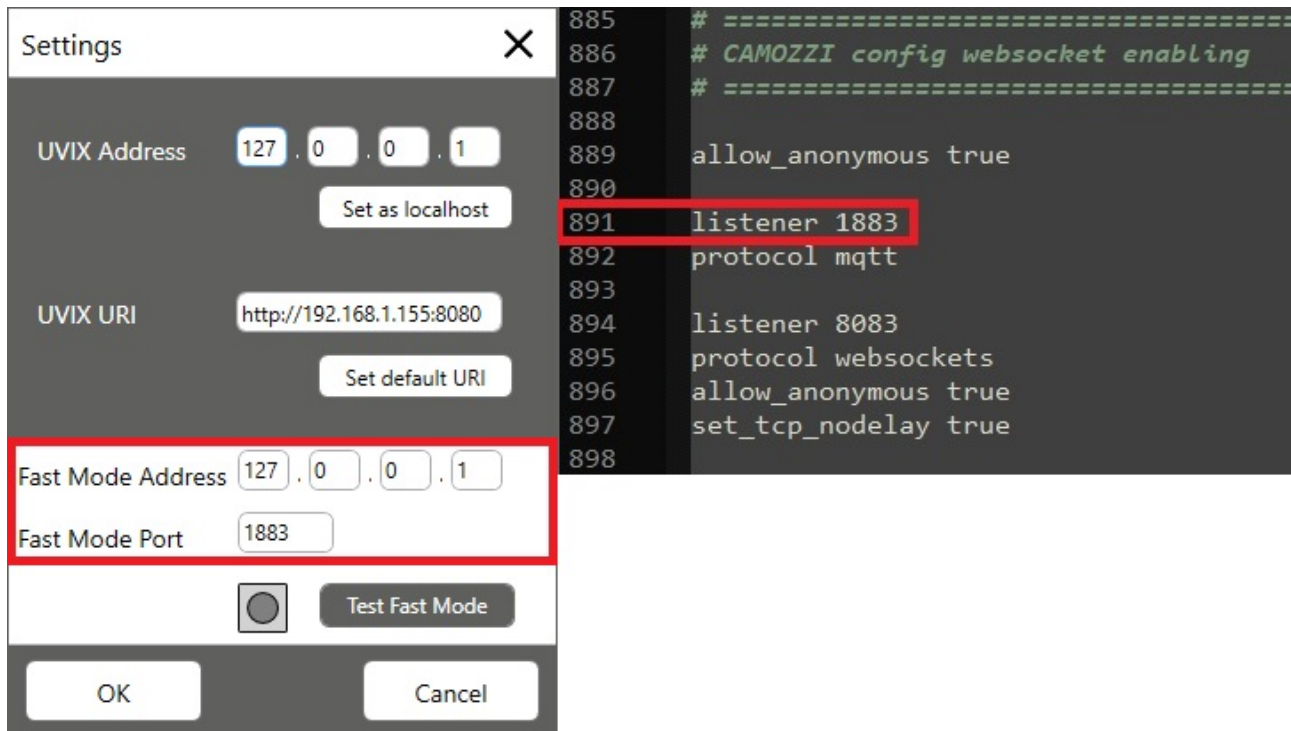 Settings
UVIX Address 127 . 0 . 0 . 1
Set as localhost
UVIX URI http://192.168.1.155:8080
Set default URI
Fast Mode Address 127 . 0 . 0 . 1
Fast Mode Port 1883
Test Fast Mode
OK Cancel
885 # ====================================
886 # CAMOZZI config websocket enabling
887 # ====================================
888
889 allow_anonymous true
890
891 listener 1883
892 protocol mqtt
893
894 listener 8083
895 protocol websockets
896 allow_anonymous true
897 set_tcp_nodelay true
898